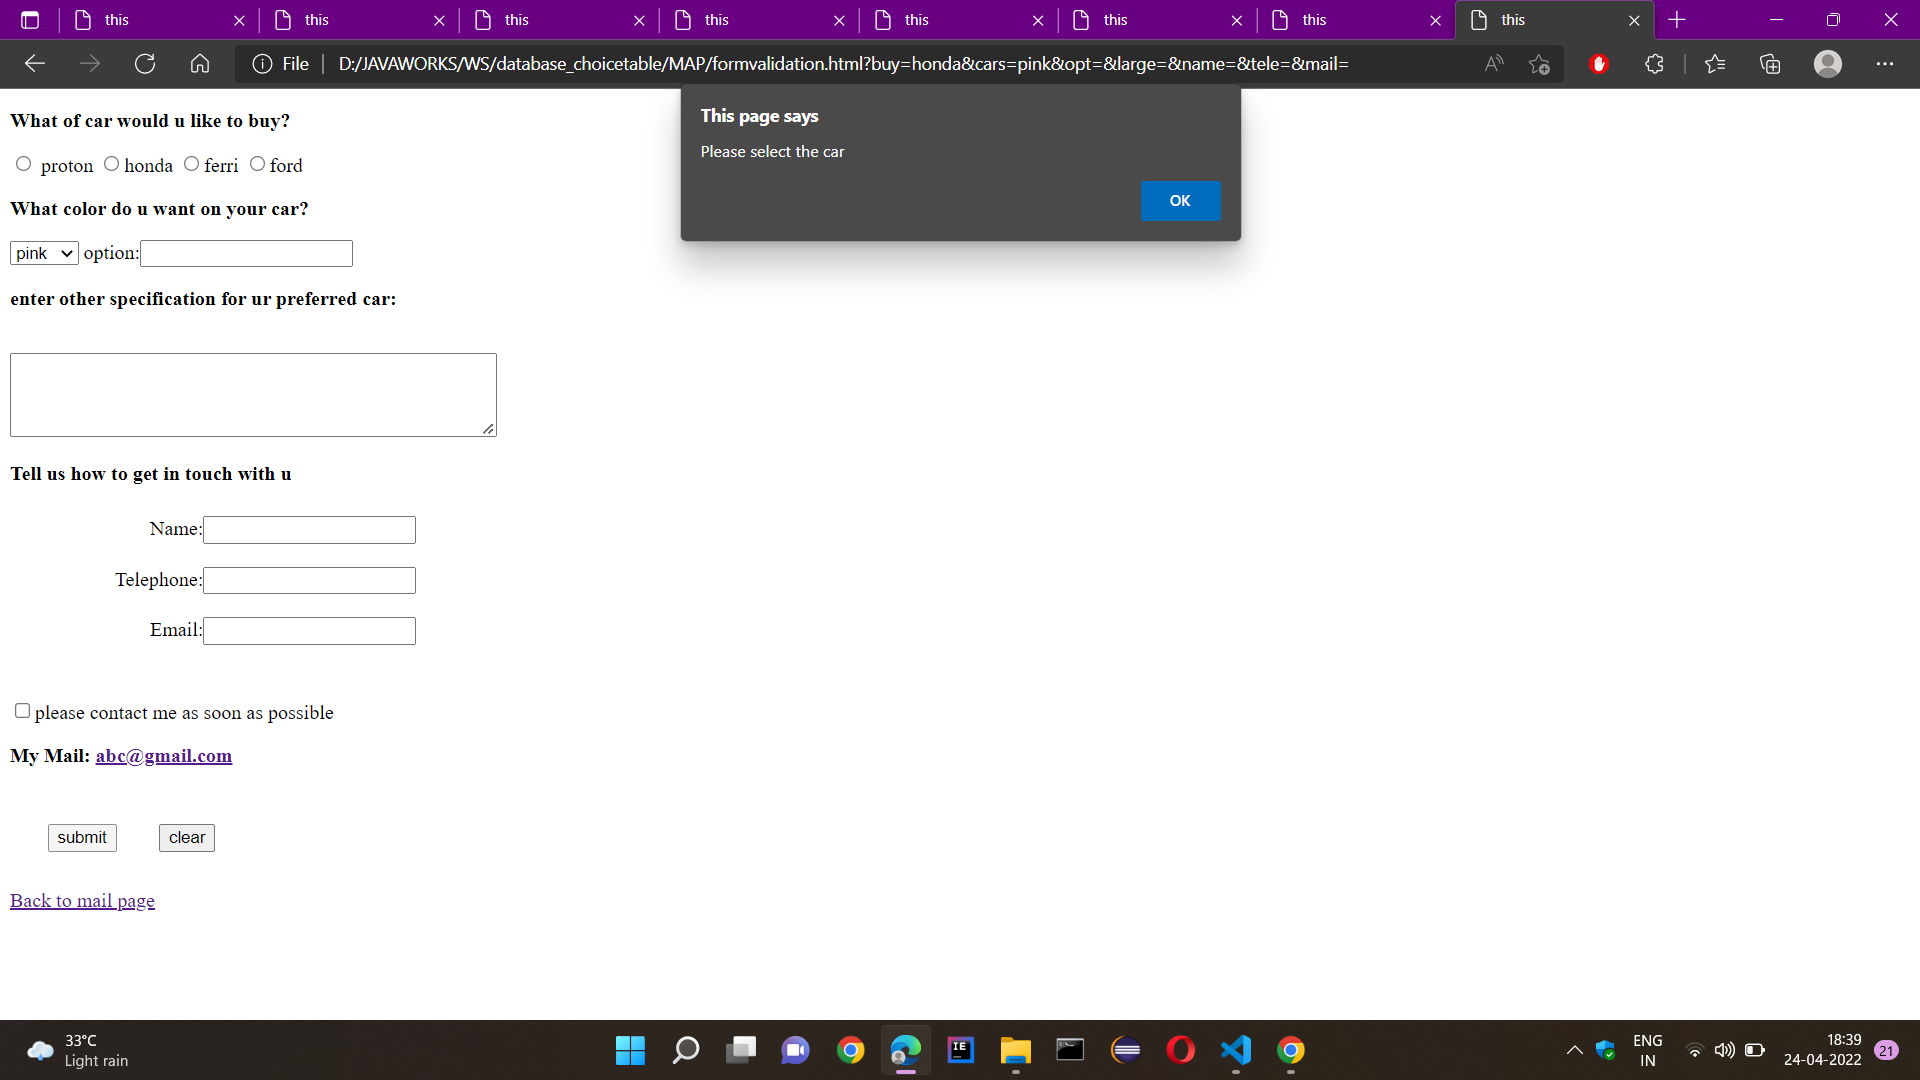 this this this this this this this this
File D:/JAVAWORKS/WS/database_choicetable/MAP/formvalidation.html?buy=honda&cars=pink&opt=&large=&name=&tele=&mail=
This page says
Please select the car
OK
What of car would u like to buy?
proton honda ferri ford
What color do u want on your car?
pink option:
enter other specification for ur preferred car:
Tell us how to get in touch with u
Name:
Telephone:
Email:
please contact me as soon as possible
My Mail: abc@gmail.com
submit clear
Back to mail page
33°C
Light rain
IE
ENG
IN
18:39
24-04-2022
21